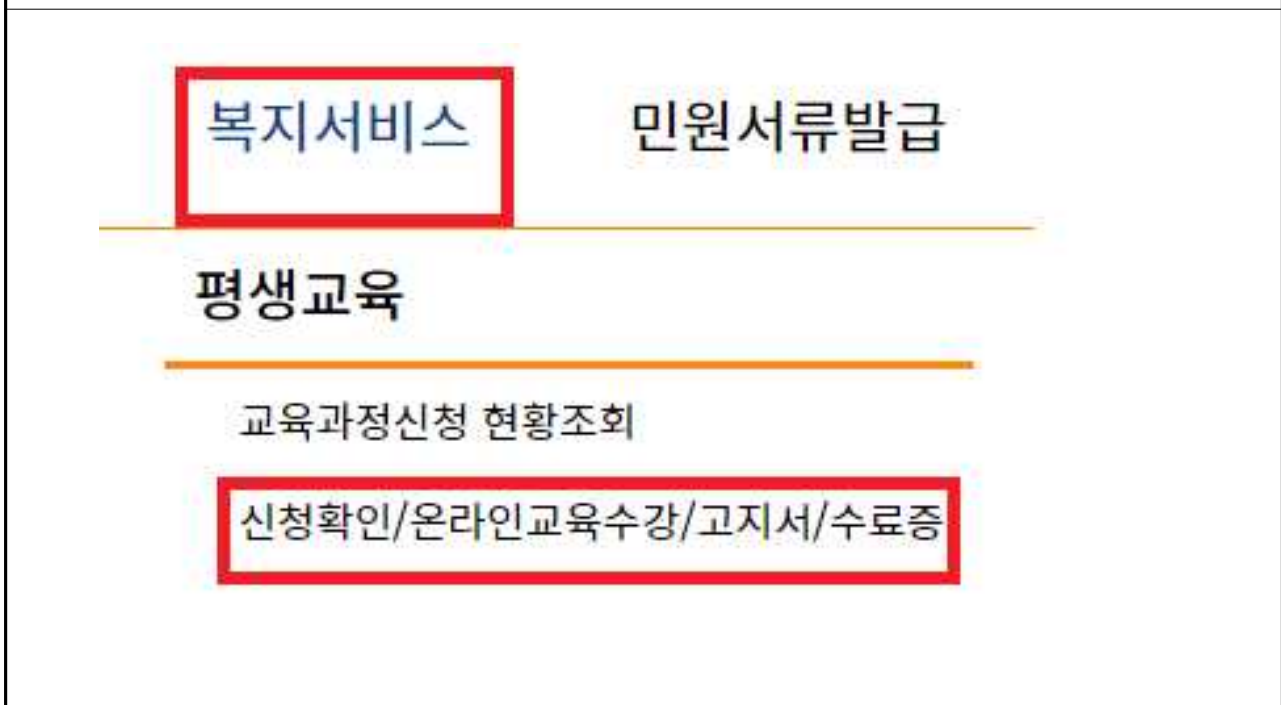 복지서비스 민원서류발급
평생교육
교육과정신청 현황조회
신청확인/온라인교육수강/고지서/수료증